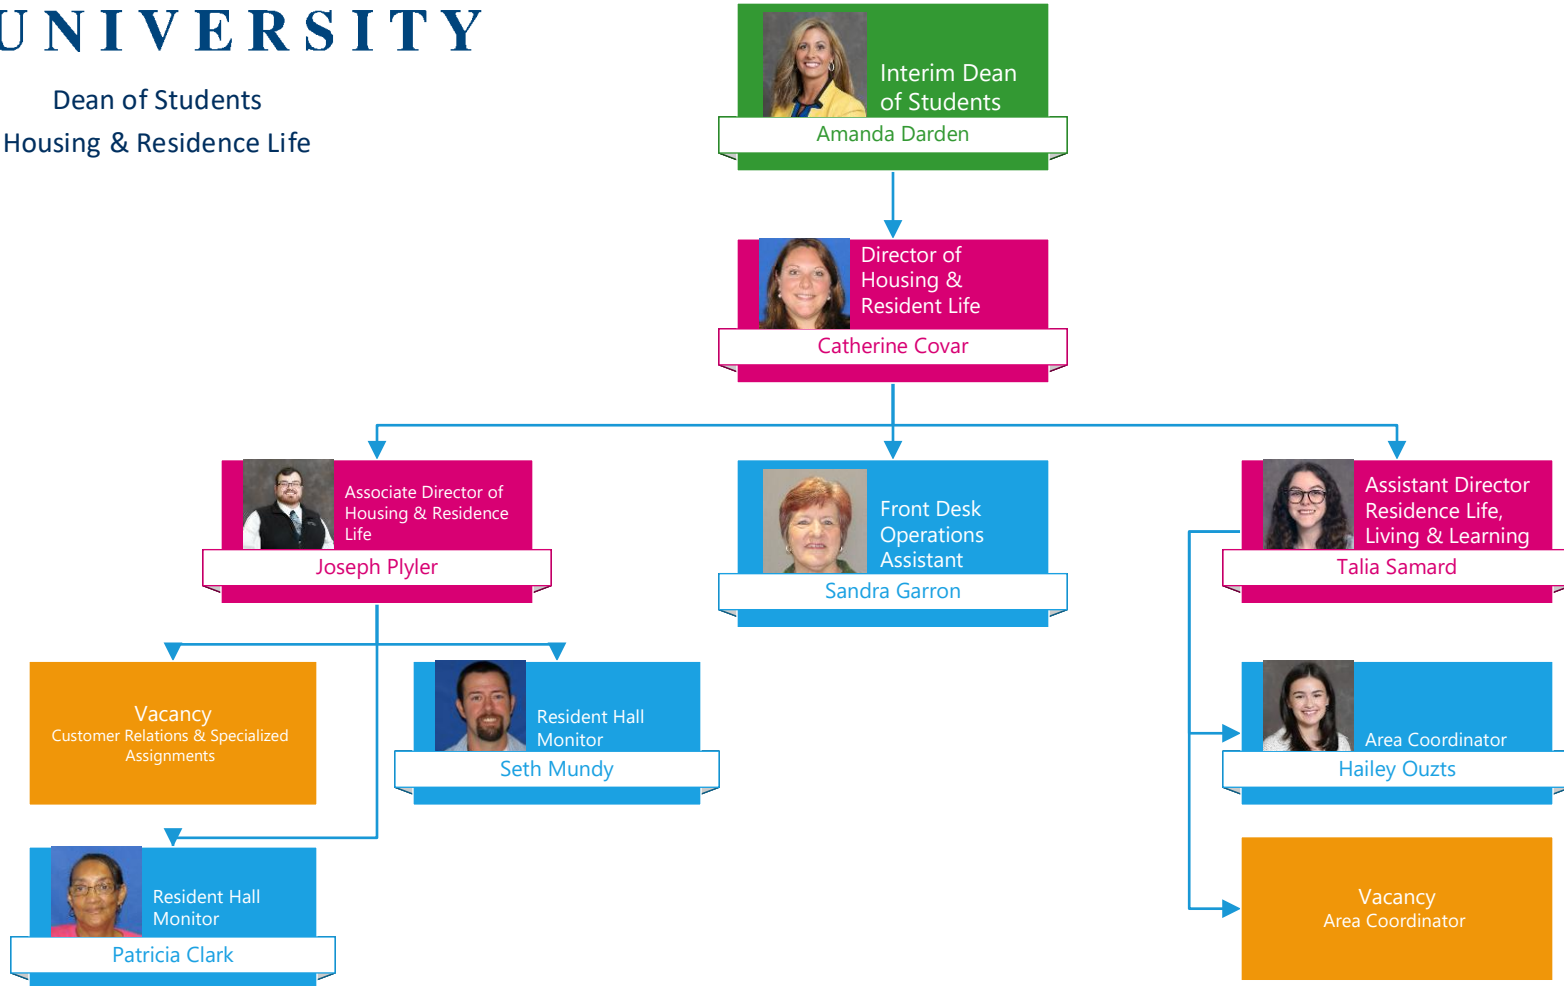 UNIVERSITY
Dean of Students
Housing & Residence Life
Interim Dean
of Students
Amanda Darden
Director of
Housing &
Resident Life
Catherine Covar
Associate Director of
Housing & Residence
Life
Joseph Plyler
Front Desk
Operations
Assistant
Sandra Garron
Assistant Director
Residence Life,
Living & Learning
Talia Samard
Vacancy
Customer Relations & Specialized
Assignments
Resident Hall
Monitor
Seth Mundy
Area Coordinator
Hailey Ouzts
Resident Hall
Monitor
Patricia Clark
Vacancy
Area Coordinator